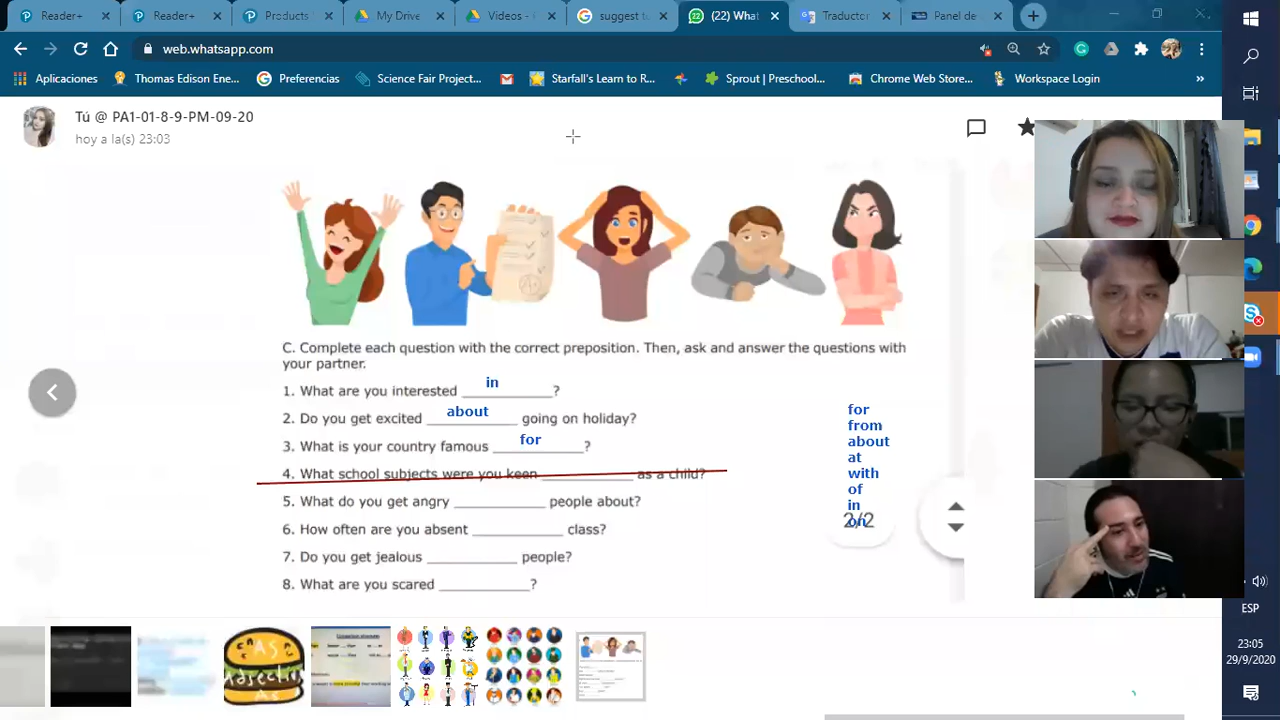 Reader+
Reader+
Products
My Drive
Videos -
suggest tu
(22) What
Traductor
Panel de
web.whatsapp.com
Aplicaciones
Thomas Edison Ene...
Preferencias
Science Fair Project...
Starfall's Learn to R...
Sprout | Preschool...
Chrome Web Store...
Workspace Login
»
Tú @ PA1-01-8-9-PM-09-20
hoy a la(s) 23:03
C. Complete each question with the correct preposition. Then, ask and answer the questions with
your partner.
1. What are you interested in ?
2. Do you get excited about going on holiday?
3. What is your country famous for ?
4. What school subjects were you keen ____________ as a child?
5. What do you get angry ____________ people about?
6. How often are you absent ____________ class?
7. Do you get jealous ____________ people?
8. What are you scared ____________?
for
from
about
at
with
of
in
on
2/2
ESP
23:05
29/9/2020